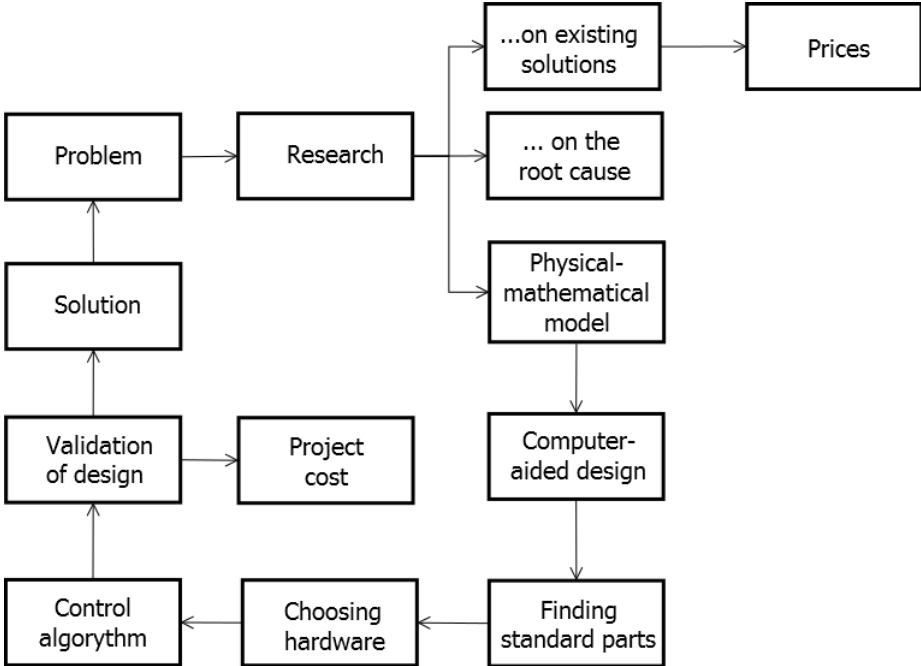 ...on existing
solutions
Prices
Problem
Research
... on the
root cause
Physical-
mathematical
model
Solution
Validation
of design
Project
cost
Computer-
aided design
Control
algorythm
Choosing
hardware
Finding
standard parts